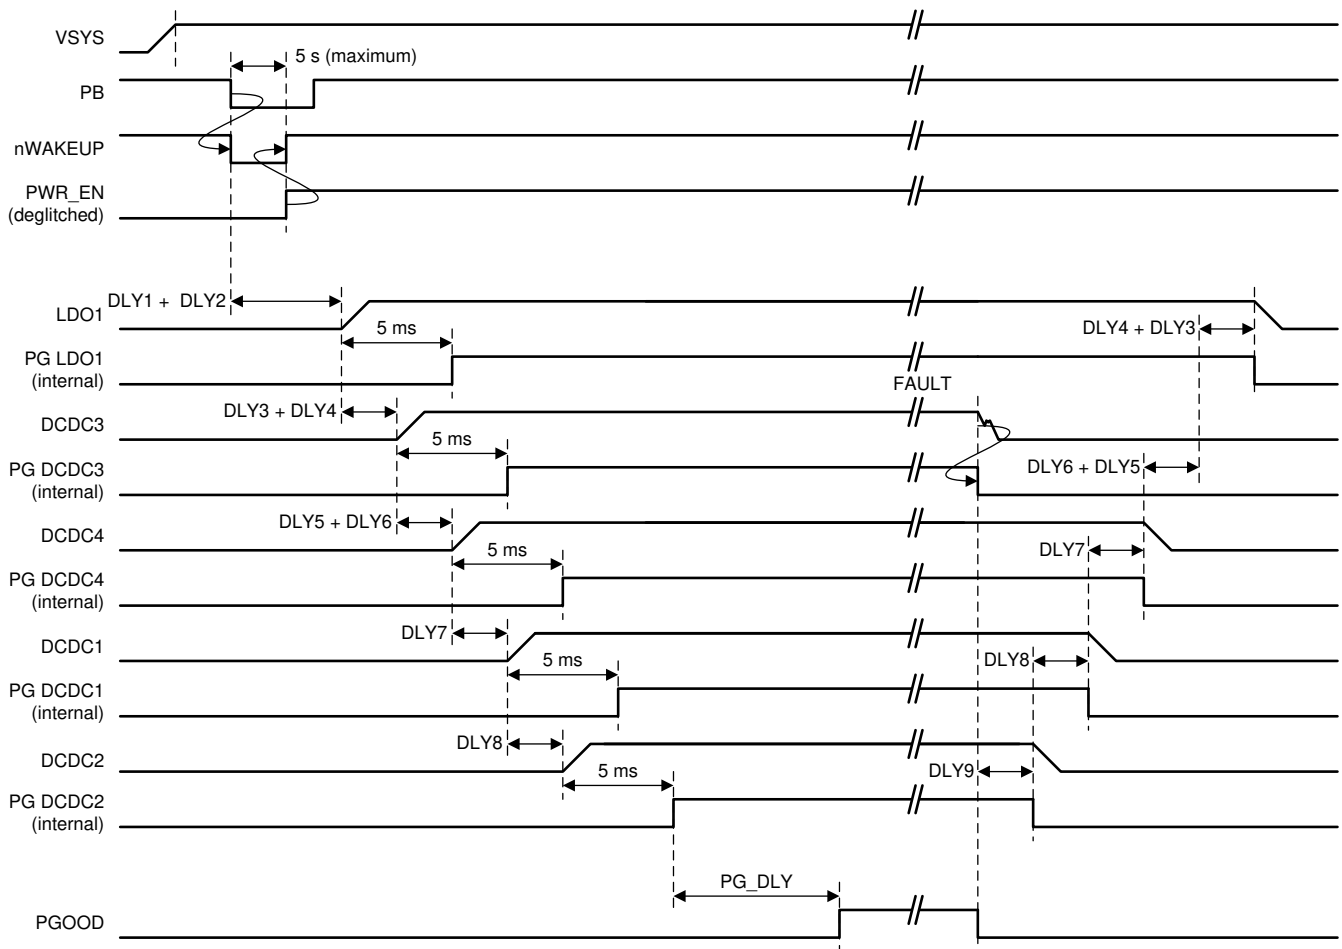 VSYS
5 s (maximum)
PB
nWAKEUP
PWR_EN
(deglitched)
DLY1 + DLY2
LDO1
5 ms
DLY4 + DLY3
PG LDO1
(internal)
FAULT
DLY3 + DLY4
DCDC3
5 ms
PG DCDC3
(internal)
DLY6 + DLY5
DLY5 + DLY6
DCDC4
5 ms
DLY7
PG DCDC4
(internal)
DLY7
DCDC1
5 ms
DLY8
PG DCDC1
(internal)
DLY8
DCDC2
5 ms
DLY9
PG DCDC2
(internal)
PG_DLY
PGOOD